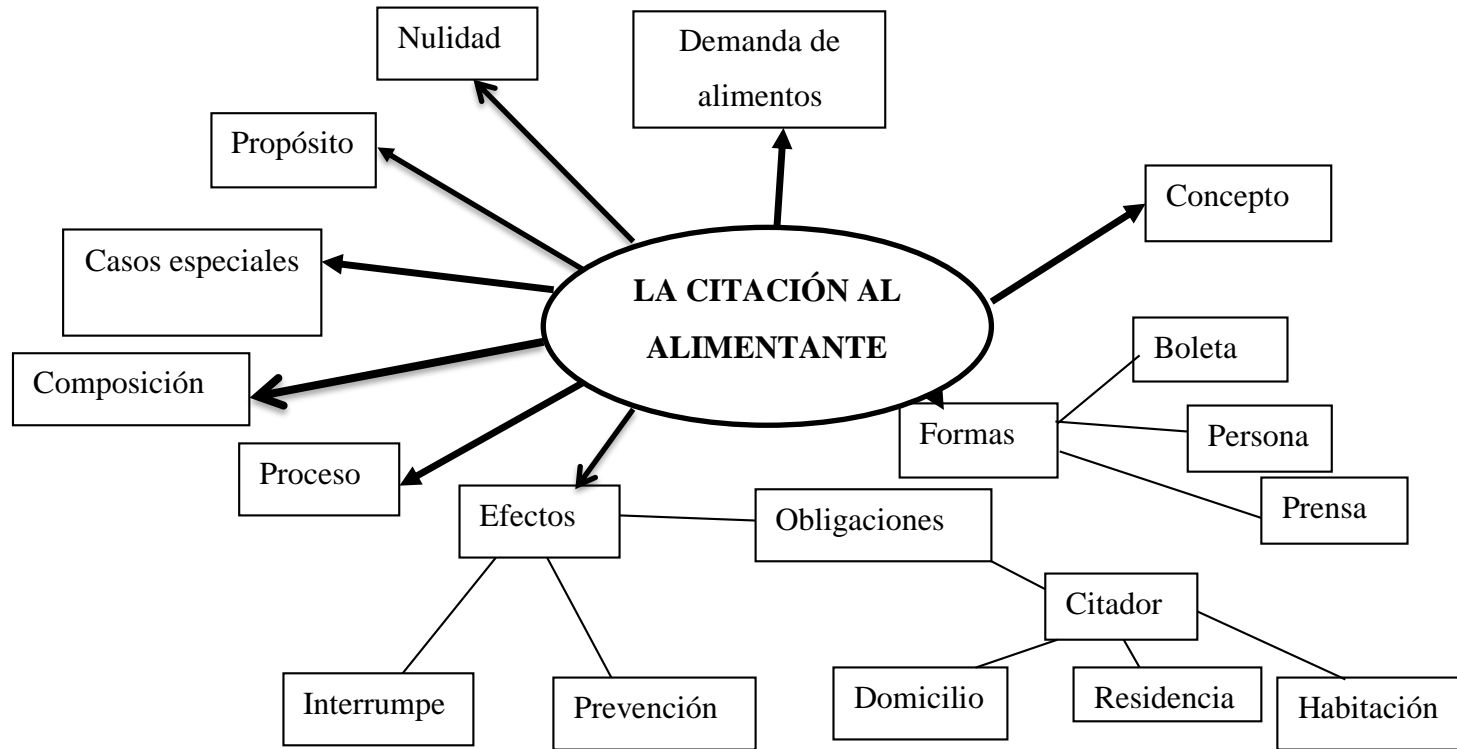 Nulidad
Demanda de
alimentos
Propósito
Concepto
Casos especiales
LA CITACIÓN AL
ALIMENTANTE
Boleta
Composición
Formas
Persona
Proceso
Prensa
Efectos
Obligaciones
Citador
Interrumpe
Prevención
Domicilio
Residencia
Habitación